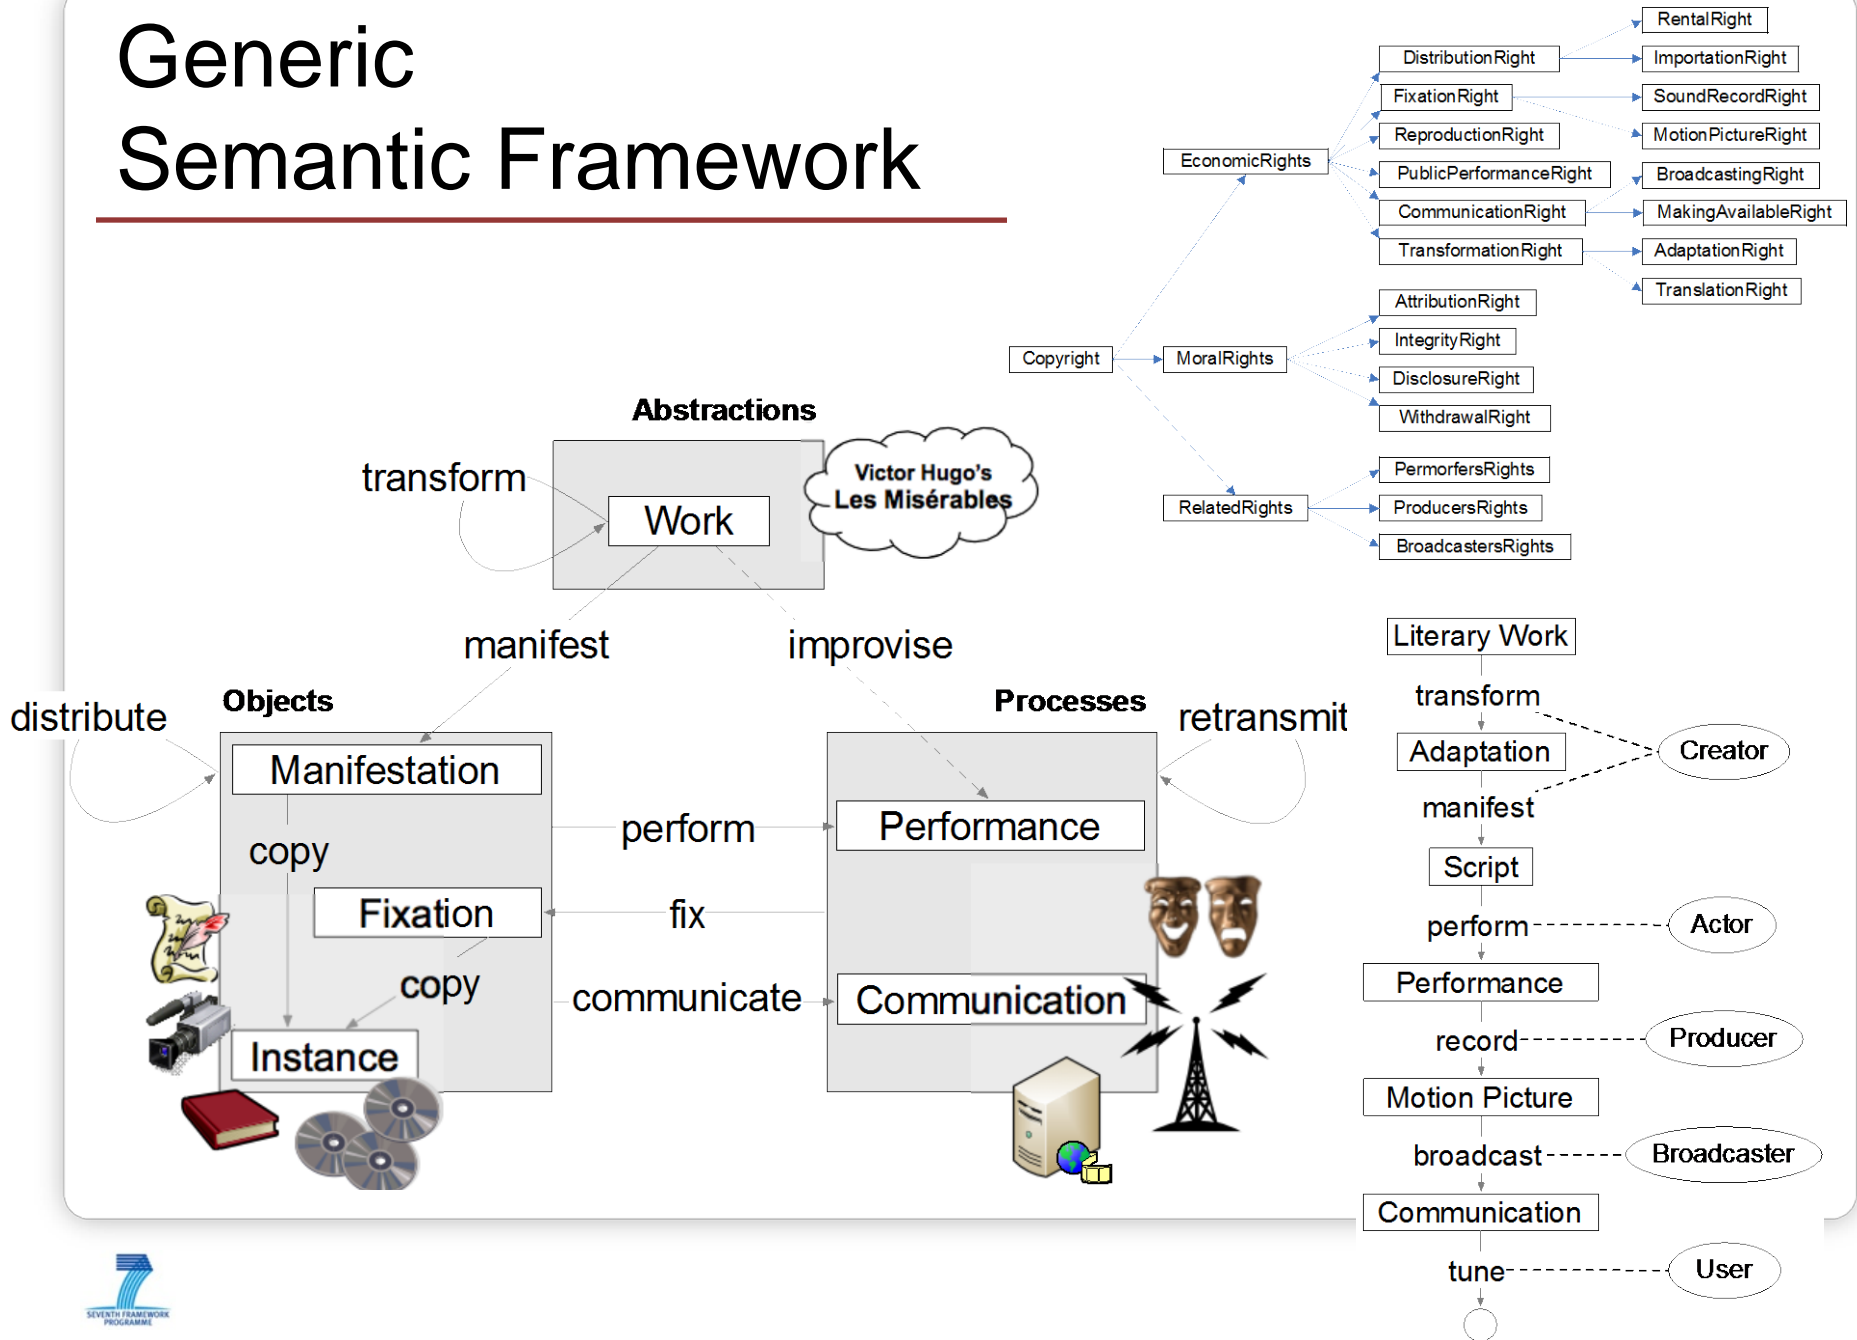 Generic
Semantic Framework
RentalRight
DistributionRight
ImportationRight
FixationRight
SoundRecordRight
ReproductionRight
MotionPictureRight
EconomicRights
PublicPerformanceRight
BroadcastingRight
CommunicationRight
MakingAvailableRight
TransformationRight
AdaptationRight
TranslationRight
AttributionRight
IntegrityRight
Copyright
MoralRights
DisclosureRight
WithdrawalRight
PermorfersRights
RelatedRights
ProducersRights
BroadcastersRights
Abstractions
transform
Work
Victor Hugo's
Les Misérables
manifest
improvise
Objects
Processes
distribute
retransmit
Manifestation
perform
Performance
copy
Fixation
fix
copy
communicate
Communication
Instance
Literary Work
transform
Adaptation
Creator
manifest
Script
perform
Actor
Performance
record
Producer
Motion Picture
broadcast
Broadcaster
Communication
tune
User
SEVENTH FRAMEWORK
PROGRAMME